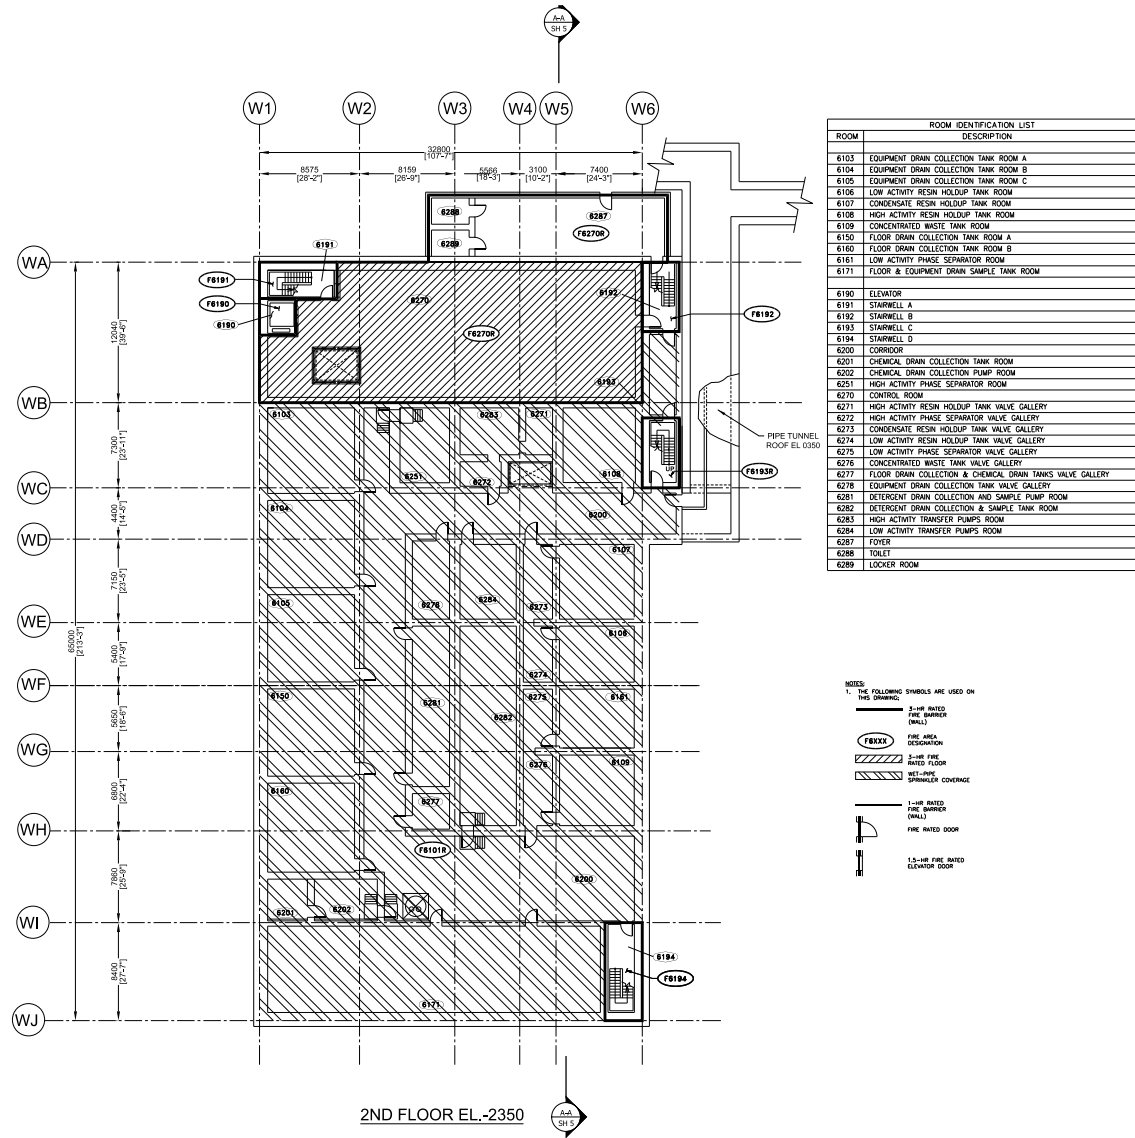 A-A
SH 5
W1 W2 W3 W4 W5 W6
32800
[107'-7"]
8575
[28'-2"]
8159
[26'-9"]
5566
[18'-3"]
3100
[10'-2"]
7400
[24'-3"]
ROOM IDENTIFICATION LIST
ROOM DESCRIPTION
6103 EQUIPMENT DRAIN COLLECTION TANK ROOM A
6104 EQUIPMENT DRAIN COLLECTION TANK ROOM B
6105 EQUIPMENT DRAIN COLLECTION TANK ROOM C
6106 LOW ACTIVITY RESIN HOLDUP TANK ROOM
6107 CONDENSATE RESIN HOLDUP TANK ROOM
6108 HIGH ACTIVITY RESIN HOLDUP TANK ROOM
6109 CONCENTRATED WASTE TANK ROOM
6150 FLOOR DRAIN COLLECTION TANK ROOM A
6160 FLOOR DRAIN COLLECTION TANK ROOM B
6161 LOW ACTIVITY PHASE SEPARATOR ROOM
6171 FLOOR & EQUIPMENT DRAIN SAMPLE TANK ROOM
6190 ELEVATOR
6191 STAIRWELL A
6192 STAIRWELL B
6193 STAIRWELL C
6194 STAIRWELL D
6200 CORRIDOR
6201 CHEMICAL DRAIN COLLECTION TANK ROOM
6202 CHEMICAL DRAIN COLLECTION PUMP ROOM
6251 HIGH ACTIVITY PHASE SEPARATOR ROOM
6270 CONTROL ROOM
6271 HIGH ACTIVITY RESIN HOLDUP TANK VALVE GALLERY
6272 HIGH ACTIVITY PHASE SEPARATOR VALVE GALLERY
6273 CONDENSATE RESIN HOLDUP TANK VALVE GALLERY
6274 LOW ACTIVITY RESIN HOLDUP TANK VALVE GALLERY
6275 LOW ACTIVITY PHASE SEPARATOR VALVE GALLERY
6276 CONCENTRATED WASTE TANK VALVE GALLERY
6277 FLOOR DRAIN COLLECTION & CHEMICAL DRAIN TANKS VALVE GALLERY
6278 EQUIPMENT DRAIN COLLECTION TANK VALVE GALLERY
6281 DETERGENT DRAIN COLLECTION AND SAMPLE PUMP ROOM
6282 DETERGENT DRAIN COLLECTION & SAMPLE TANK ROOM
6283 HIGH ACTIVITY TRANSFER PUMPS ROOM
6284 LOW ACTIVITY TRANSFER PUMPS ROOM
6287 FOYER
6288 TOILET
6289 LOCKER ROOM
6288
6287
F6270R
6289
6191
WA
F6191
6270
6192
F6190
F6192
6190
F6270R
12040
[39'-6"]
6193
WB
6103
6283
6271
7300
[23'-11"]
PIPE TUNNEL
ROOF EL 0350
6251
6272
6108
F6193R
UP
WC
6104
6200
4400
[14'-5"]
WD
6107
7150
[23'-5"]
6105
6278
6284
6273
WE
6106
65000
[213'-3"]
5400
[17'-9"]
6274
WF
6150
6275
6161
6281
6282
5650
[18'-6"]
WG
6276
6109
6160
6277
6800
[22'-4"]
WH
F6101R
6200
7860
[25'-9"]
6201
6202
WI
6194
F6194
8400
[27'-7"]
6171
WJ
NOTES:
1. THE FOLLOWING SYMBOLS ARE USED ON
THIS DRAWING;
3-HR RATED
FIRE BARRIER
(WALL)
F6XXX
FIRE AREA
DESIGNATION
3-HR FIRE
RATED FLOOR
WET-PIPE
SPRINKLER COVERAGE
1-HR RATED
FIRE BARRIER
(WALL)
FIRE RATED DOOR
1.5-HR FIRE RATED
ELEVATOR DOOR
2ND FLOOR EL.-2350
A-A
SH 5